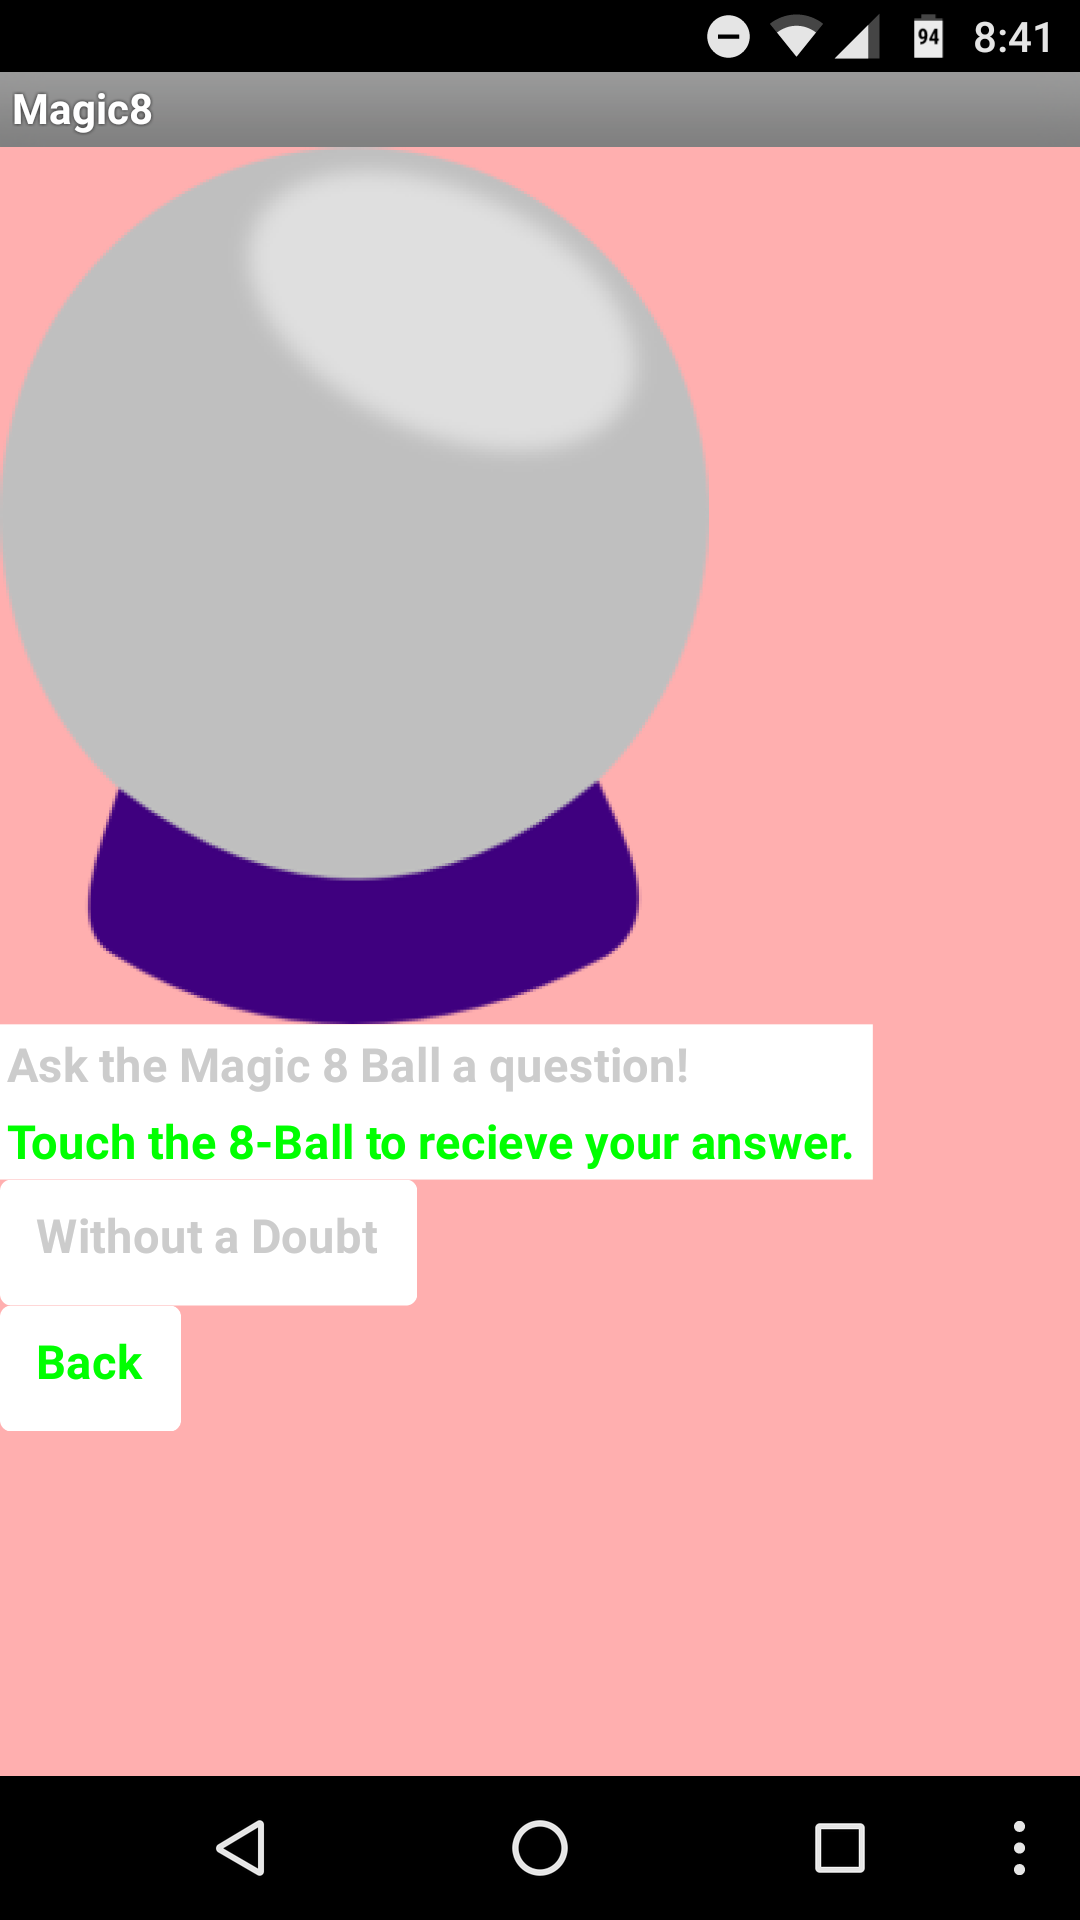 94 8:41
Magic8
Ask the Magic 8 Ball a question!
Touch the 8-Ball to recieve your answer.
Without a Doubt
Back